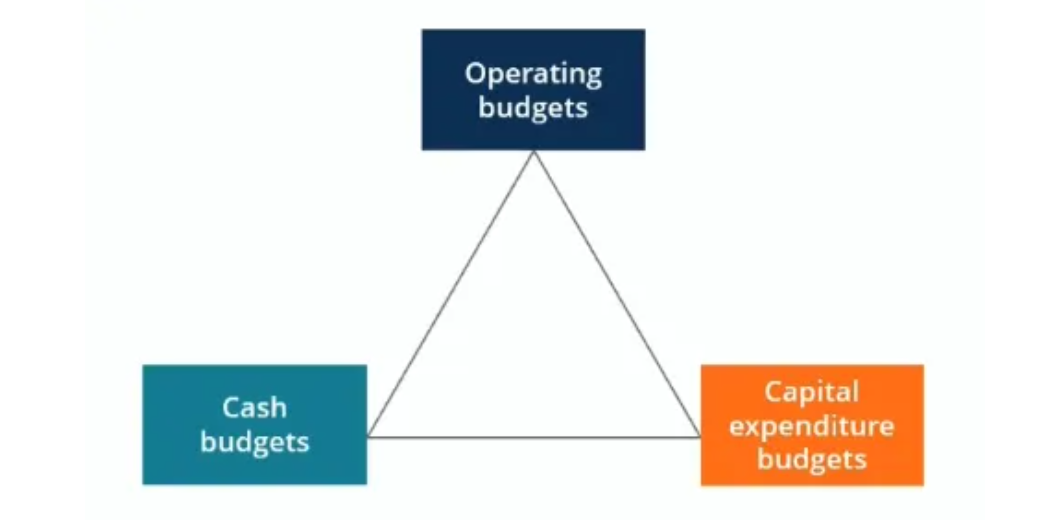 Operating
budgets
Cash
budgets
Capital
expenditure
budgets